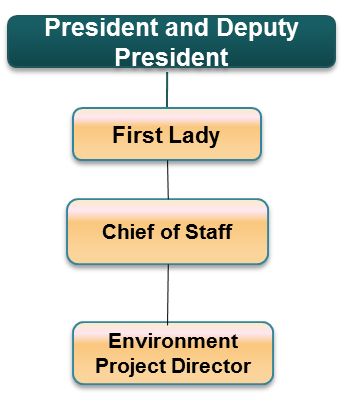 President and Deputy
President
First Lady
Chief of Staff
Environment
Project Director